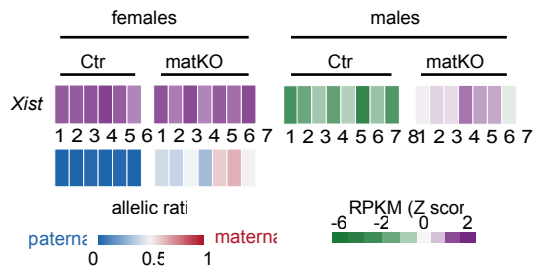 females males
Ctr matKO Ctr matKO
Xist
1 2 3 4 5 6 1 2 3 4 5 6 7 1 2 3 4 5 6 7 8 1 2 3 4 5 6 7
allelic rati RPKM (Z scor
paterna materna -6 -2 0 2
0 0.5 1